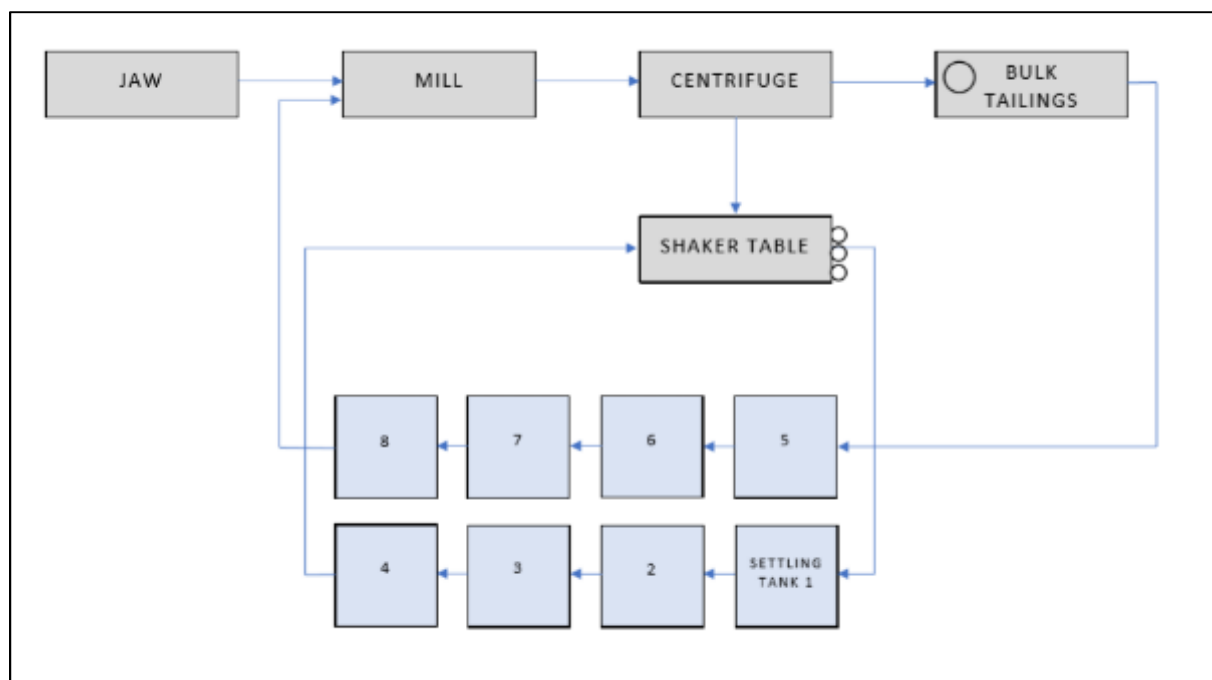 JAW
MILL
CENTRIFUGE
BULK
TAILINGS
SHAKER TABLE
8
7
6
5
4
3
2
SETTLING
TANK 1